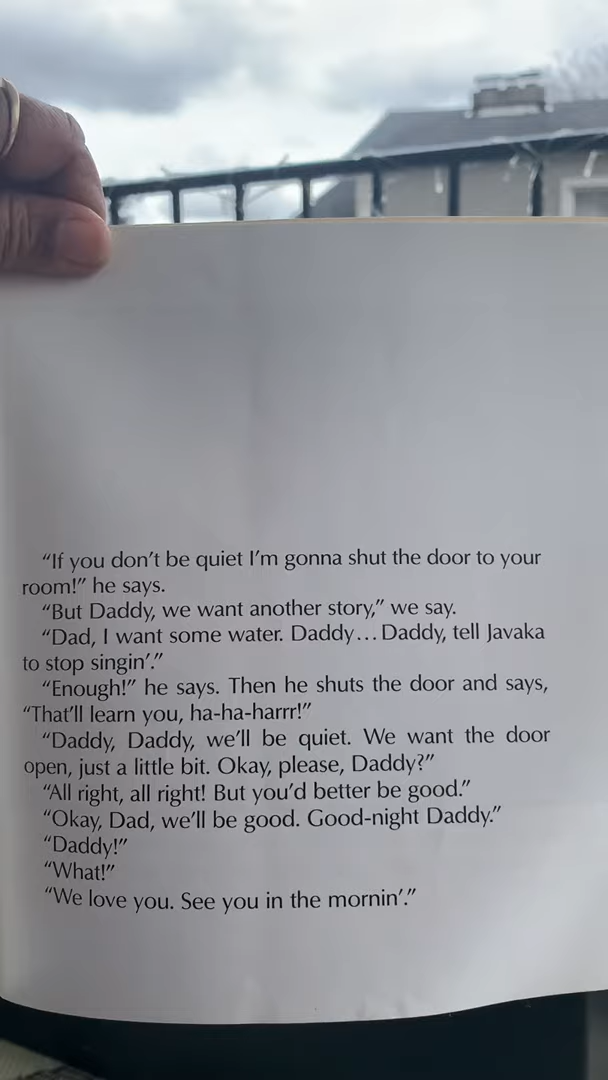 “If you don’t be quiet I’m gonna shut the door to your
room!” he says.
“But Daddy, we want another story,” we say.
“Dad, I want some water. Daddy...Daddy, tell Javaka
to stop singin’.”
“Enough!” he says. Then he shuts the door and says,
“That’ll learn you, ha-ha-harrr!”
“Daddy, Daddy, we’ll be quiet. We want the door
open, just a little bit. Okay, please, Daddy?”
“All right, all right! But you’d better be good.”
“Okay, Dad, we’ll be good. Good-night Daddy.”
“Daddy!”
“What!”
“We love you. See you in the mornin’.”